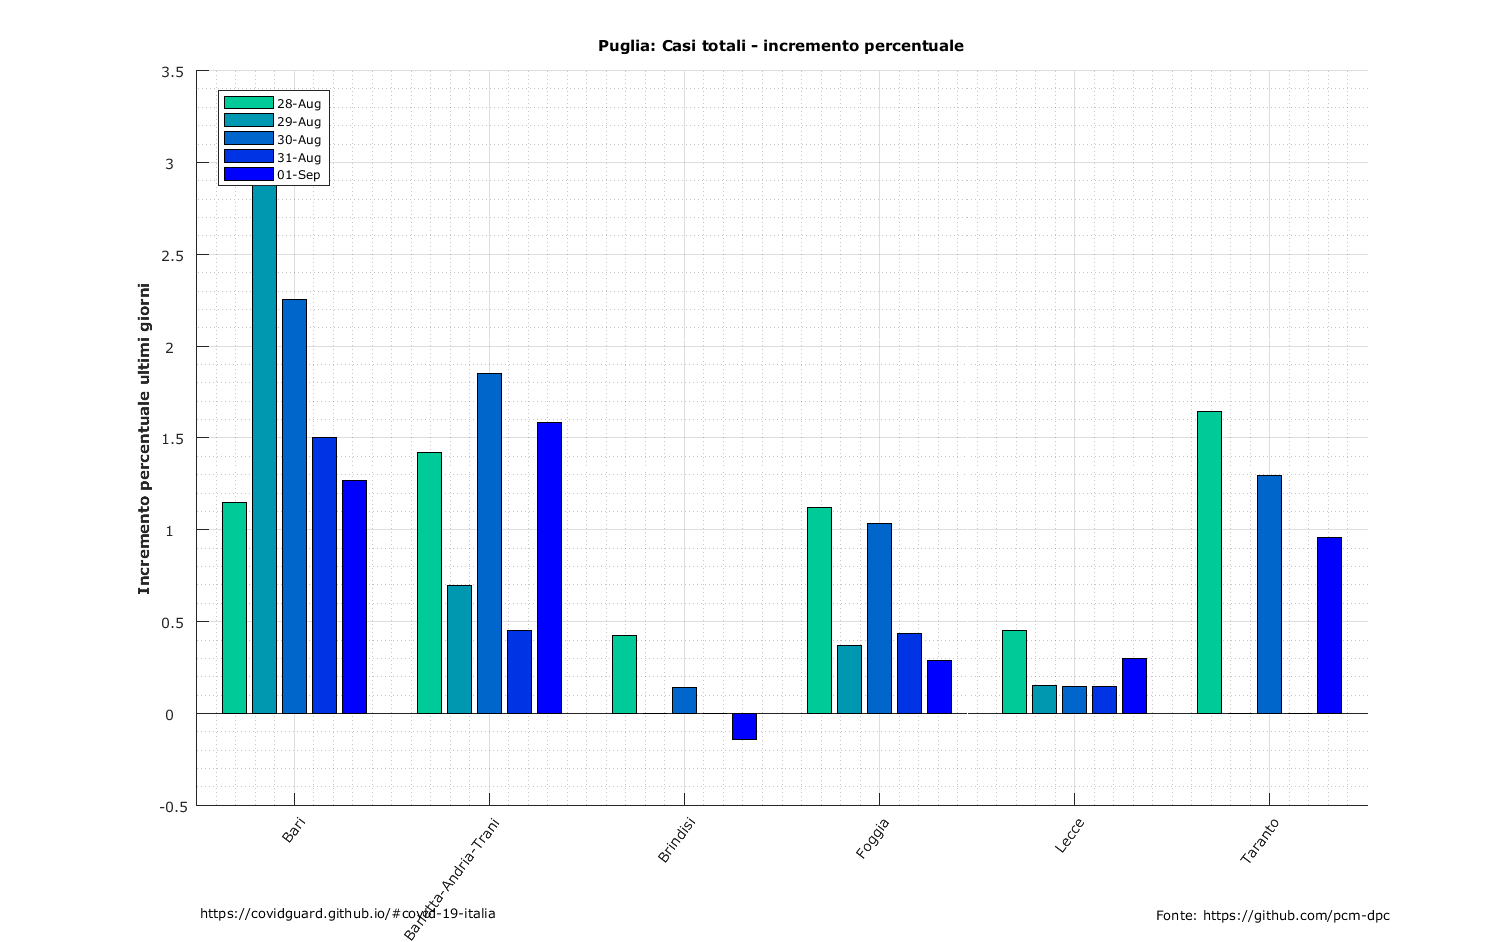 Puglia: Casi totali - incremento percentuale
3.5
3
2.5
2
1.5
1
0.5
0
-0.5
Incremento percentuale ultimi giorni
28-Aug
29-Aug
30-Aug
31-Aug
01-Sep
Bari
Barletta-Andria-Trani
Brindisi
Foggia
Lecce
Taranto
https://covidguard.github.io/#covid-19-italia
Fonte: https://github.com/pcm-dpc